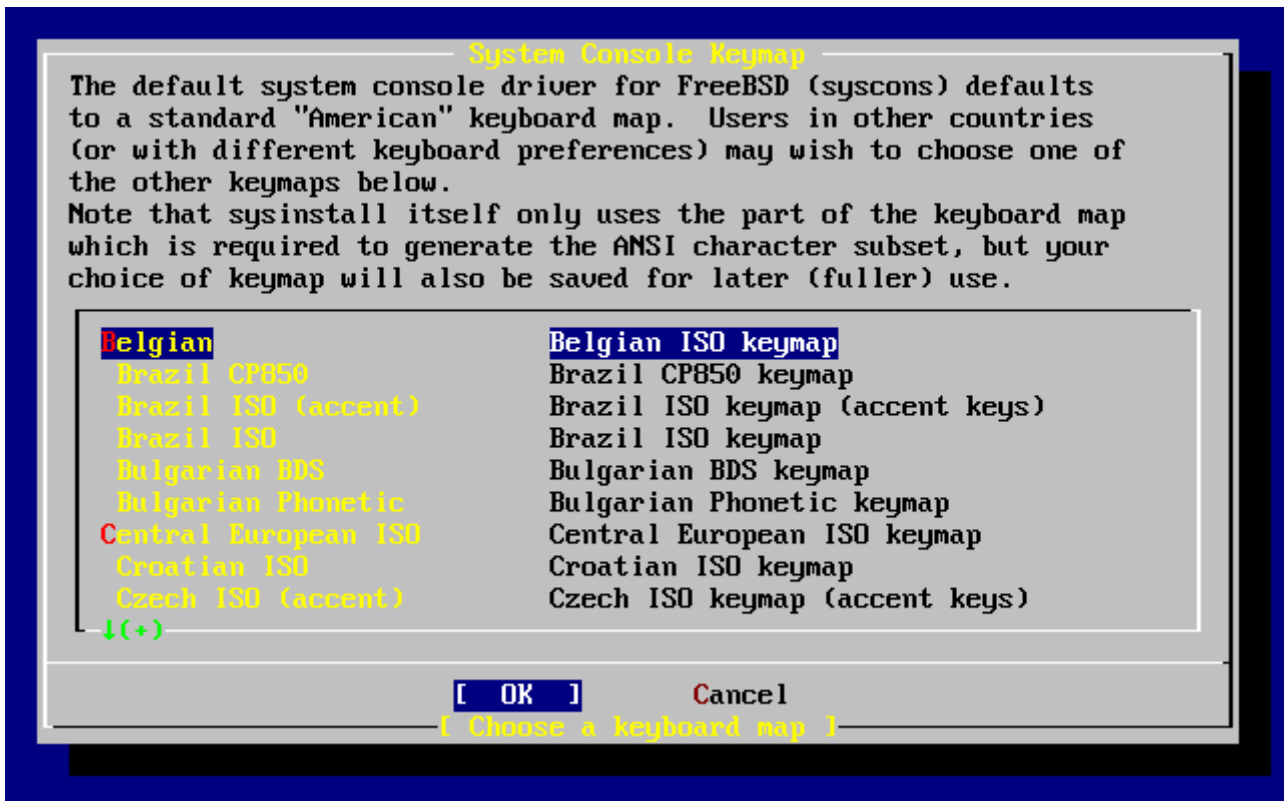 System Console Keymap
The default system console driver for FreeBSD (syscons) defaults
to a standard "American" keyboard map.  Users in other countries
(or with different keyboard preferences) may wish to choose one of
the other keymaps below.
Note that sysinstall itself only uses the part of the keyboard map
which is required to generate the ANSI character subset, but your
choice of keymap will also be saved for later (fuller) use.
Belgian Belgian ISO keymap
Brazil CP850 Brazil CP850 keymap
Brazil ISO (accent) Brazil ISO keymap (accent keys)
Brazil ISO Brazil ISO keymap
Bulgarian BDS Bulgarian BDS keymap
Bulgarian Phonetic Bulgarian Phonetic keymap
Central European ISO Central European ISO keymap
Croatian ISO Croatian ISO keymap
Czech ISO (accent) Czech ISO keymap (accent keys)
↓(+)
[ OK ] Cancel
[ Choose a keyboard map ]